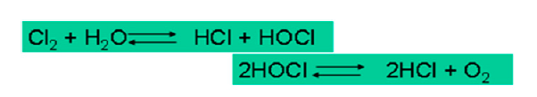 Cl₂ + H₂O ⇌ HCl + HOCl
2HOCl ⇌ 2HCl + O₂